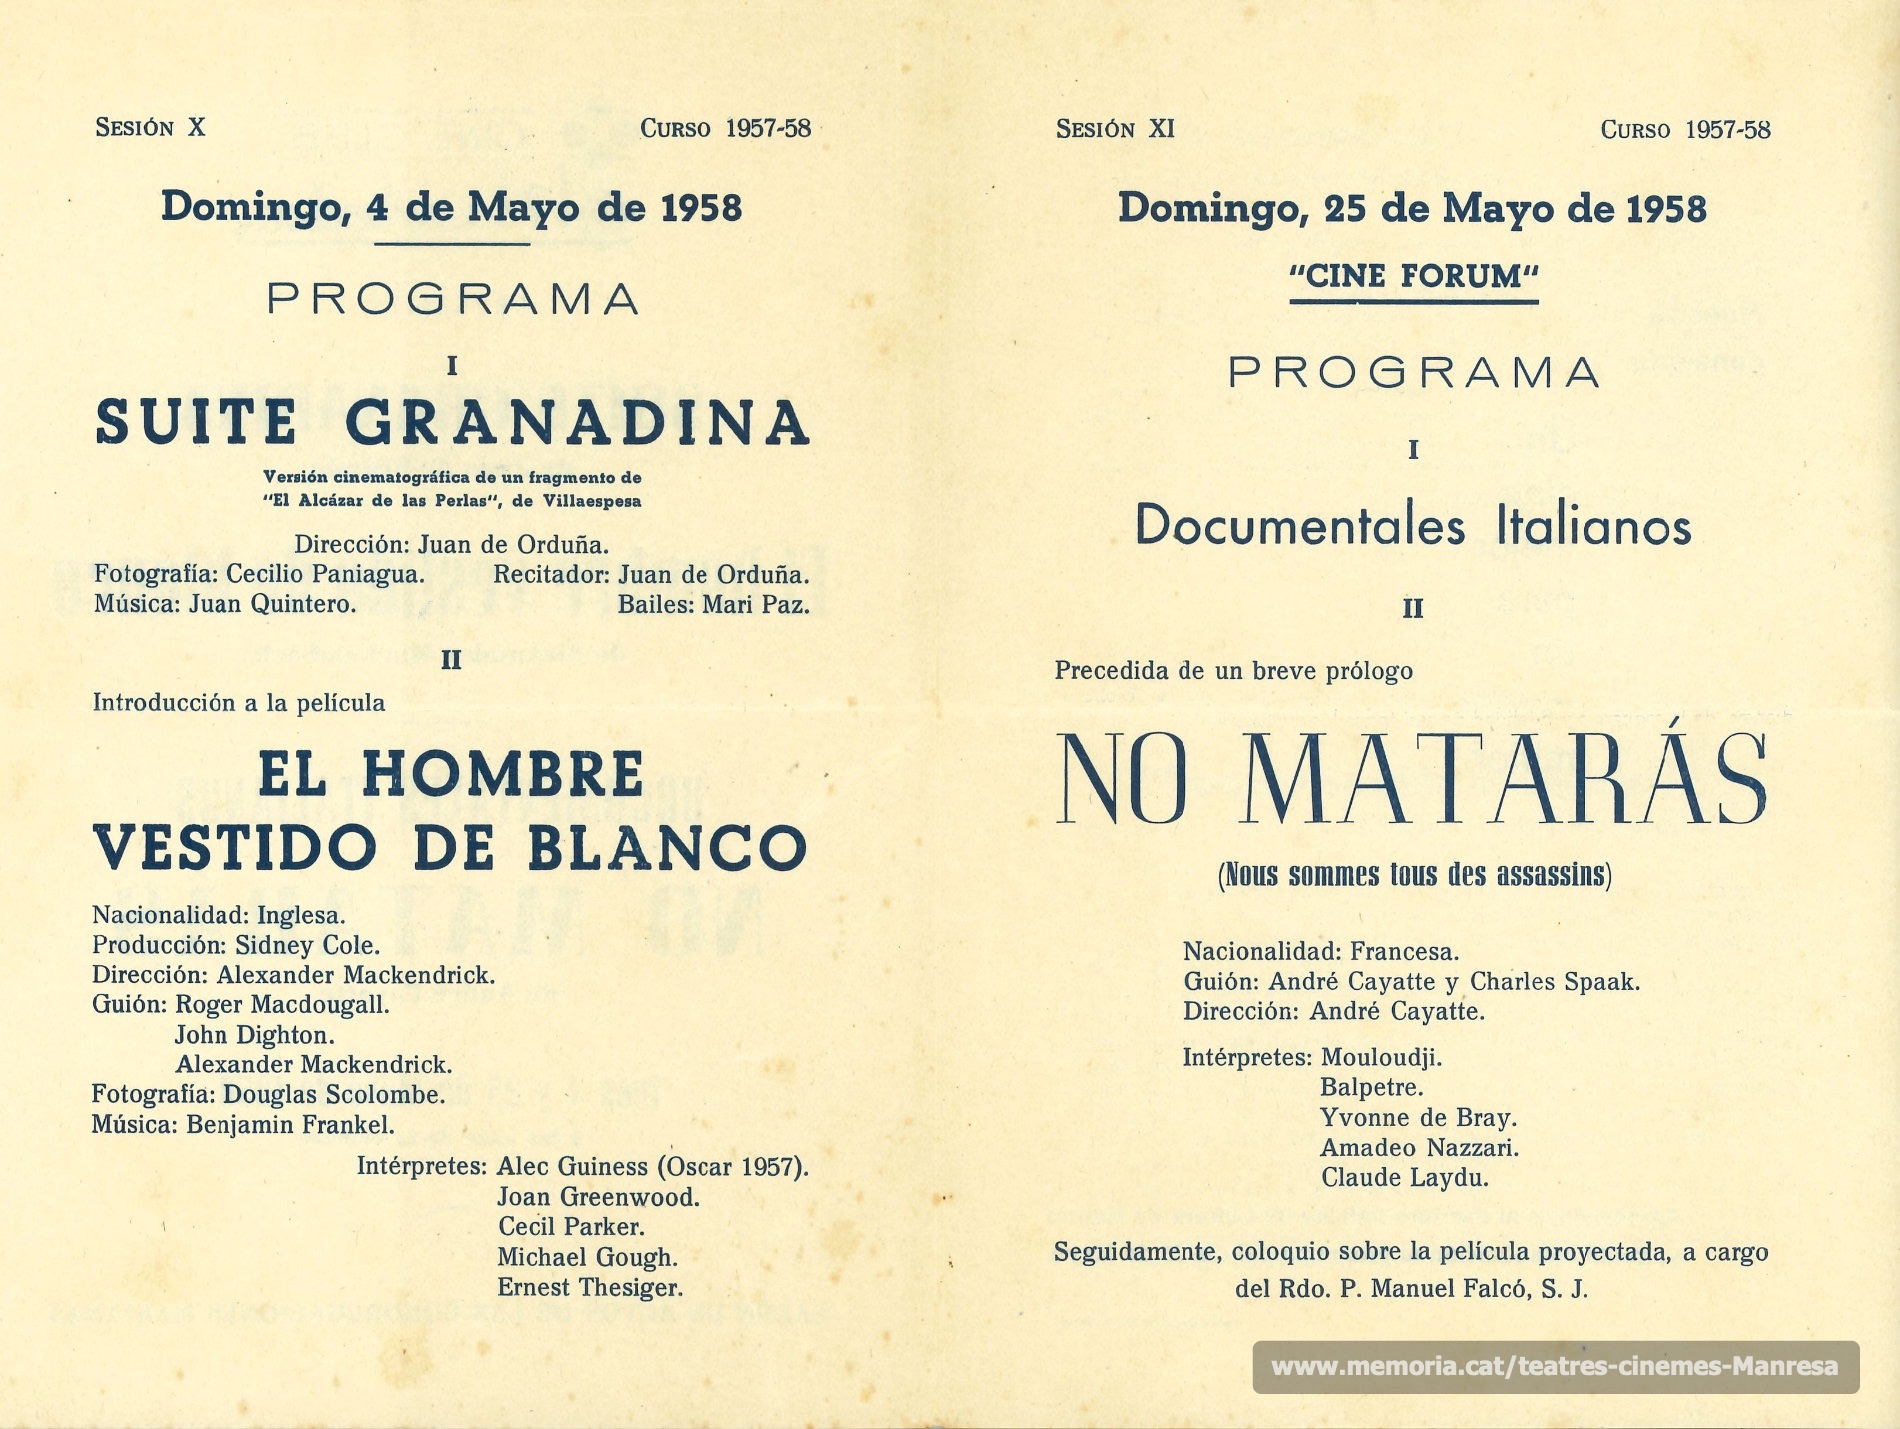 SESIÓN X
CURSO 1957-58
Domingo, 4 de Mayo de 1958
PROGRAMA
I
SUITE GRANADINA
Versión cinematográfica de un fragmento de
"El Alcázar de las Perlas", de Villaespesa
Dirección: Juan de Orduña.
Fotografía: Cecilio Paniagua. Recitador: Juan de Orduña.
Música: Juan Quintero. Bailes: Mari Paz.
II
Introducción a la película
EL HOMBRE
VESTIDO DE BLANCO
Nacionalidad: Inglesa.
Producción: Sidney Cole.
Dirección: Alexander Mackendrick.
Guión: Roger Macdougall.
John Dighton.
Alexander Mackendrick.
Fotografía: Douglas Scolombe.
Música: Benjamin Frankel.
Intérpretes: Alec Guiness (Oscar 1957).
Joan Greenwood.
Cecil Parker.
Michael Gough.
Ernest Thesiger.
SESIÓN XI
CURSO 1957-58
Domingo, 25 de Mayo de 1958
"CINE FORUM"
PROGRAMA
I
Documentales Italianos
II
Precedida de un breve prólogo
NO MATARÁS
(Nous sommes tous des assassins)
Nacionalidad: Francesa.
Guión: André Cayatte y Charles Spaak.
Dirección: André Cayatte.
Intérpretes: Mouloudji.
Balpetre.
Yvonne de Bray.
Amadeo Nazzari.
Claude Laydu.
Seguidamente, coloquio sobre la película proyectada, a cargo
del Rdo. P. Manuel Falcó, S. J.
www.memoria.cat/teatres-cinemes-Manresa